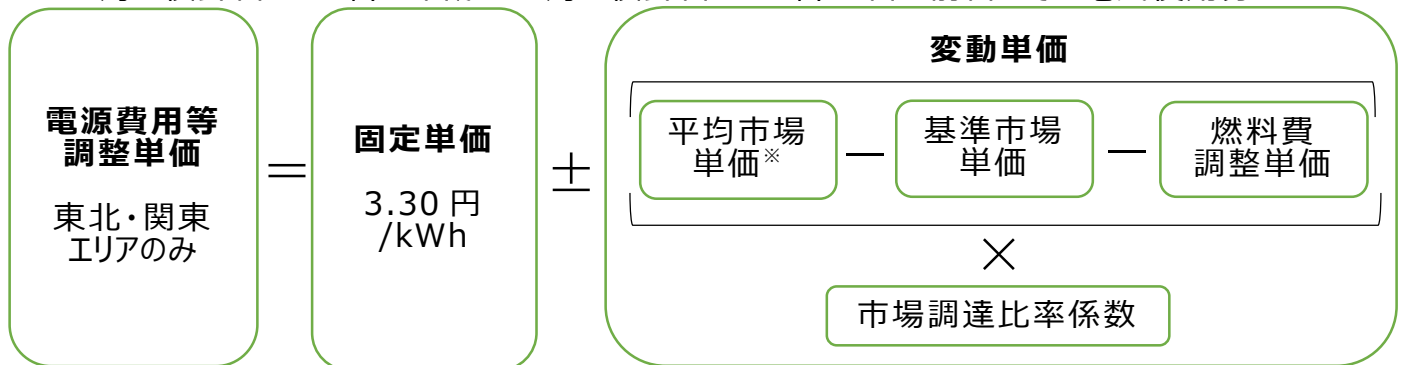 電源費用等
調整単価
東北・関東
エリアのみ
＝
固定単価
3.30 円
/kWh
±
変動単価
平均市場
単価※
―
基準市場
単価
―
燃料費
調整単価
×
市場調達比率係数